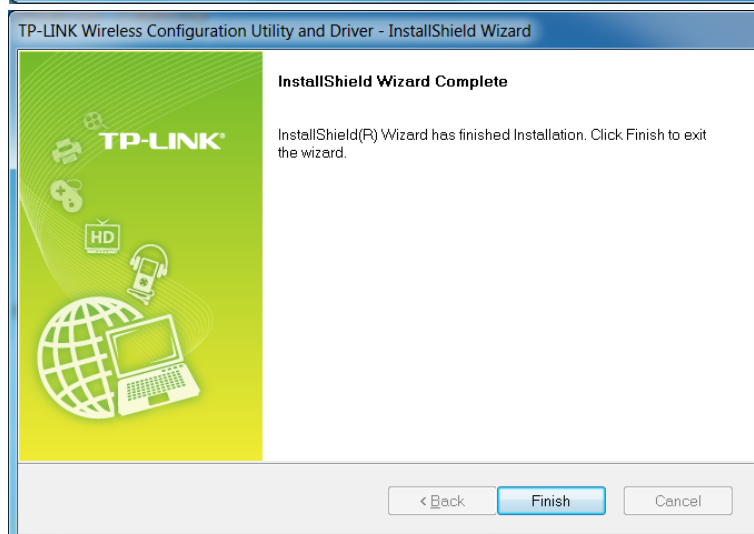 TP-LINK Wireless Configuration Utility and Driver - InstallShield Wizard
InstallShield Wizard Complete
TP-LINK®
InstallShield(R) Wizard has finished Installation. Click Finish to exit
the wizard.
HD
< Back
Finish
Cancel